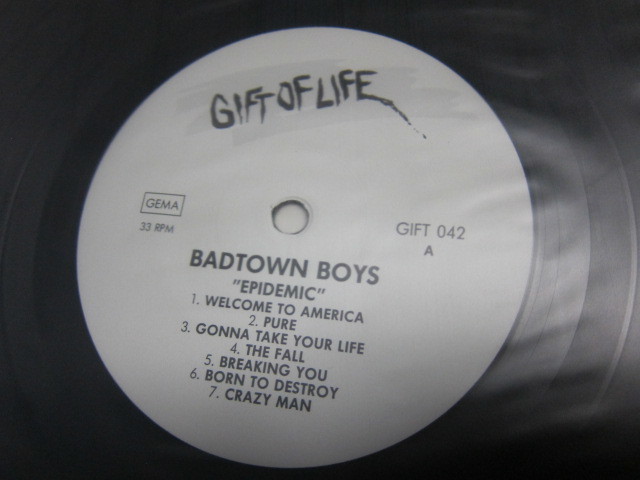 GIFT OF LIFE
GEMA
33 RPM
GIFT 042
A
BADTOWN BOYS
"EPIDEMIC"
1. WELCOME TO AMERICA
2. PURE
3. GONNA TAKE YOUR LIFE
4. THE FALL
5. BREAKING YOU
6. BORN TO DESTROY
7. CRAZY MAN